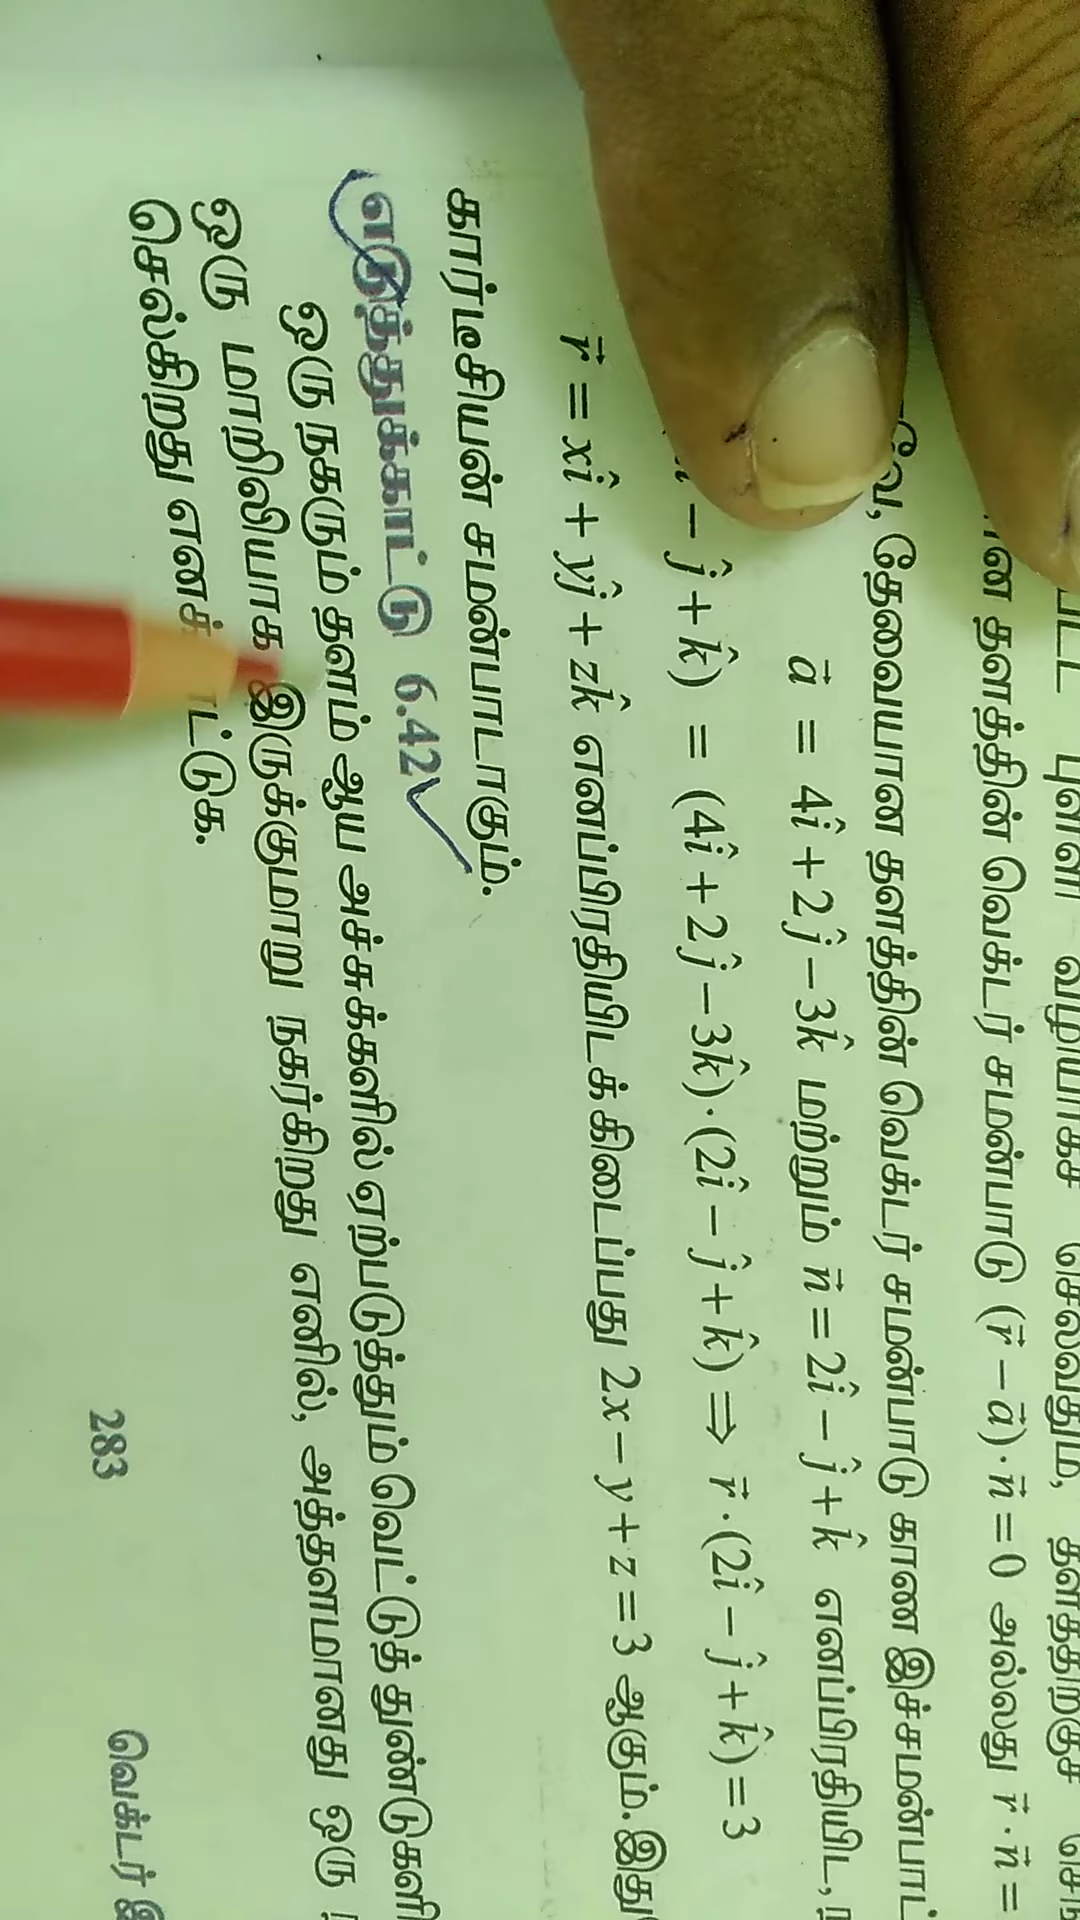 புள்ளி வழியாகச் செல்வதும்,
தளத்தின் வெக்டர் சமன்பாடு (r⃗ − a⃗)·n⃗ = 0 அல்லது r⃗·n⃗ =
தேவையான தளத்தின் வெக்டர் சமன்பாடு காண இச்சமன்பாட்
a⃗ = 4î + 2ĵ − 3k̂ மற்றும் n⃗ = 2î − ĵ + k̂ எனப்பிரதியிட,
− ĵ + k̂) = (4î + 2ĵ − 3k̂)·(2î − ĵ + k̂) ⇒ r⃗·(2î − ĵ + k̂) = 3
r⃗ = xî + yĵ + zk̂ எனப்பிரதியிடக்கிடைப்பது 2x − y + z = 3 ஆகும். இது
கார்டீசியன் சமன்பாடாகும்.
எடுத்துக்காட்டு 6.42
ஒரு நகரும் தளம் ஆய அச்சுக்களில் ஏற்படுத்தும் வெட்டுத் துண்டுகளி
ஒரு மாறிலியாக இருக்குமாறு நகர்கிறது எனில், அத்தளமானது ஒரு
செல்கிறது எனக் காட்டுக.
283
வெக்டர்